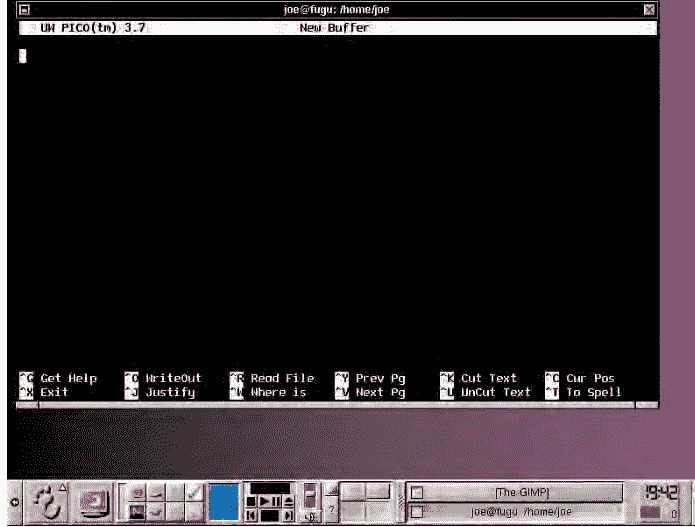 joe@fugu: /home/joe
UW PICO(tm) 3.7 New Buffer
^G Get Help ^O WriteOut ^R Read File ^Y Prev Pg ^K Cut Text ^C Cur Pos
^X Exit ^J Justify ^W Where is ^V Next Pg ^U UnCut Text ^T To Spell
[The GIMP]
19:42
joe@fugu /home/joe
?
0